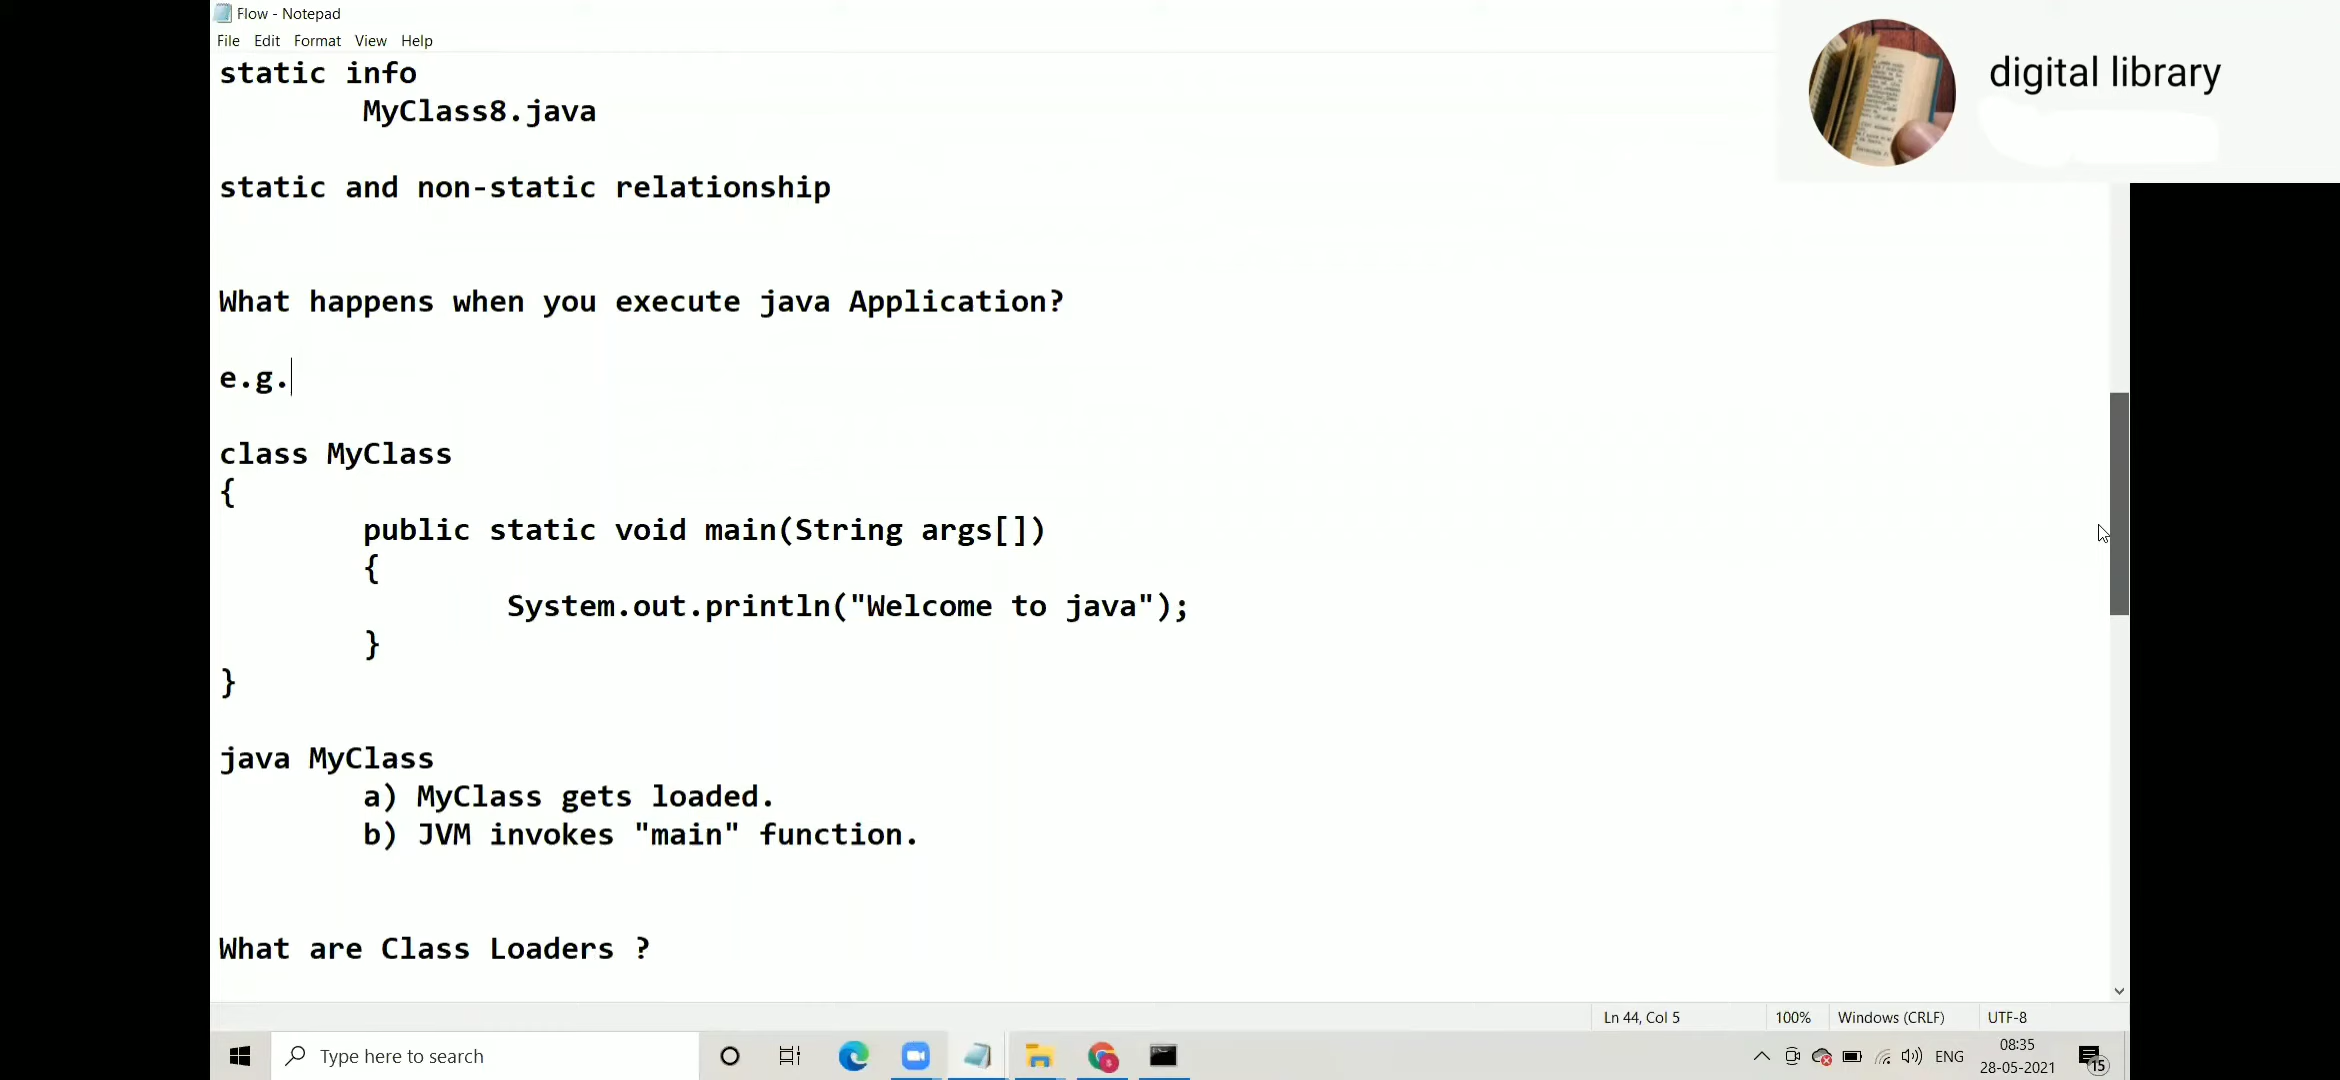 Flow - Notepad
File Edit Format View Help
digital library
static info
MyClass8.java
static and non-static relationship
What happens when you execute java Application?
e.g.
class MyClass
{
public static void main(String args[])
{
System.out.println("Welcome to java");
}
}
java MyClass
a) MyClass gets loaded.
b) JVM invokes "main" function.
What are Class Loaders ?
Ln 44, Col 5 100% Windows (CRLF) UTF-8
Type here to search
ENG
08:35
28-05-2021
15